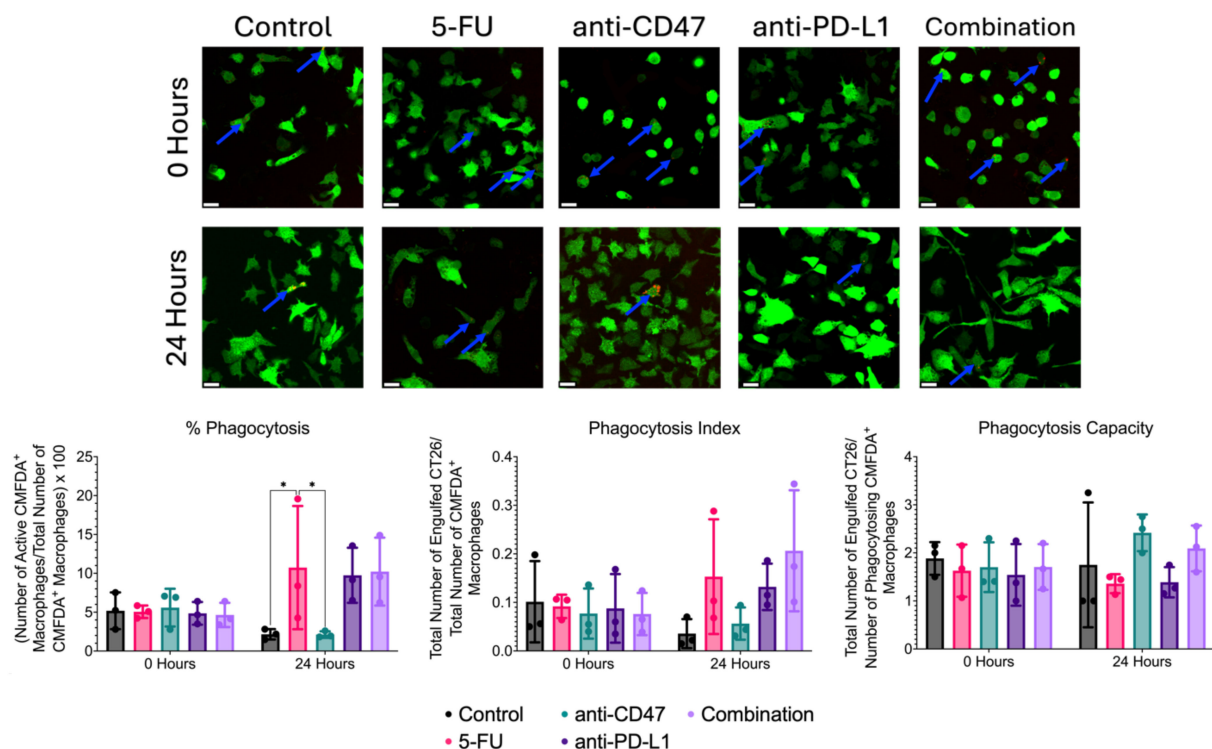 Control 5-FU anti-CD47 anti-PD-L1 Combination
0 Hours
24 Hours
% Phagocytosis
(Number of Active CMFDA⁺
Macrophages/Total Number of
CMFDA⁺ Macrophages) x 100
25
20
15
10
5
0
* *
0 Hours 24 Hours
Phagocytosis Index
Total Number of Engulfed CT26/
Total Number of CMFDA⁺
Macrophages
0.4
0.3
0.2
0.1
0.0
0 Hours 24 Hours
Phagocytosis Capacity
Total Number of Engulfed CT26/
Number of Phagocytosing CMFDA⁺
Macrophages
4
3
2
1
0
0 Hours 24 Hours
Control anti-CD47 Combination
5-FU anti-PD-L1